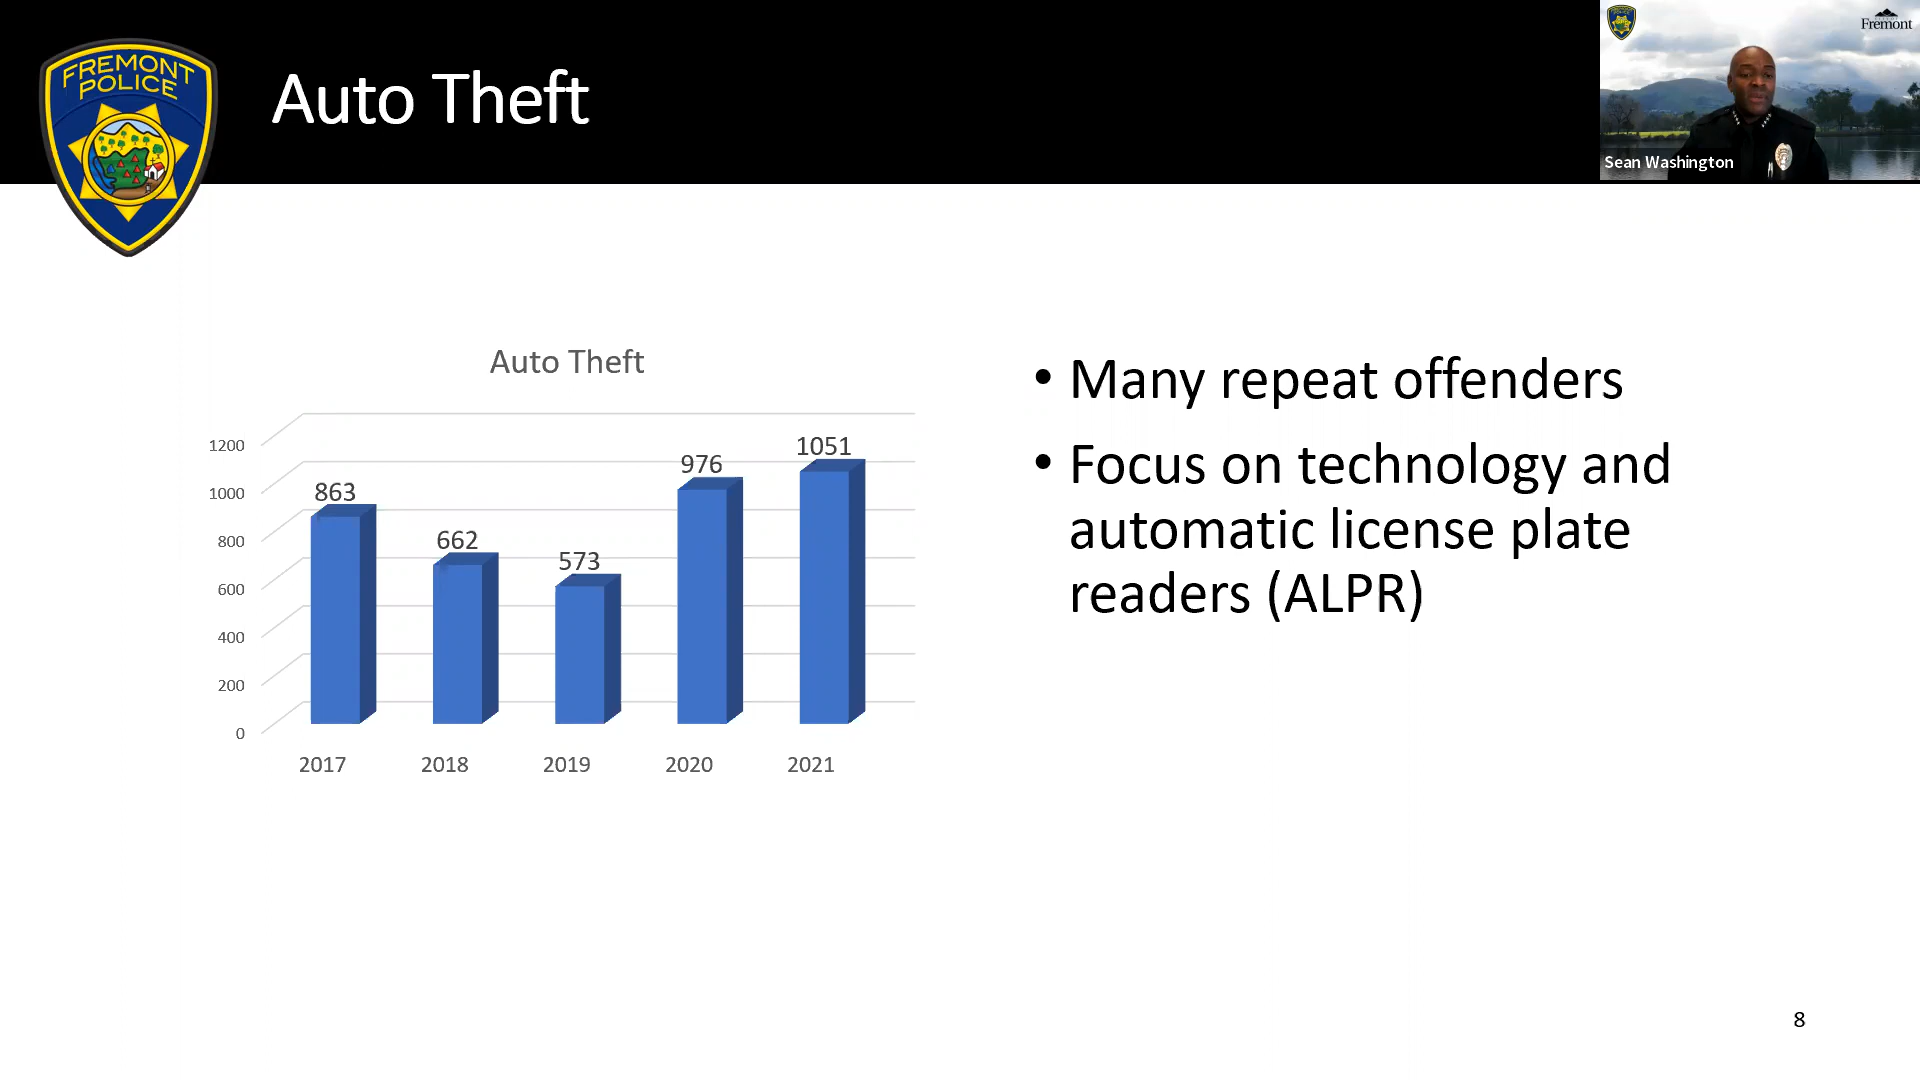 FREMONT
POLICE
Auto Theft
Fremont
Sean Washington
Auto Theft
1200
1000
800
600
400
200
0
863
662
573
976
1051
2017
2018
2019
2020
2021
• Many repeat offenders
• Focus on technology and
automatic license plate
readers (ALPR)
8